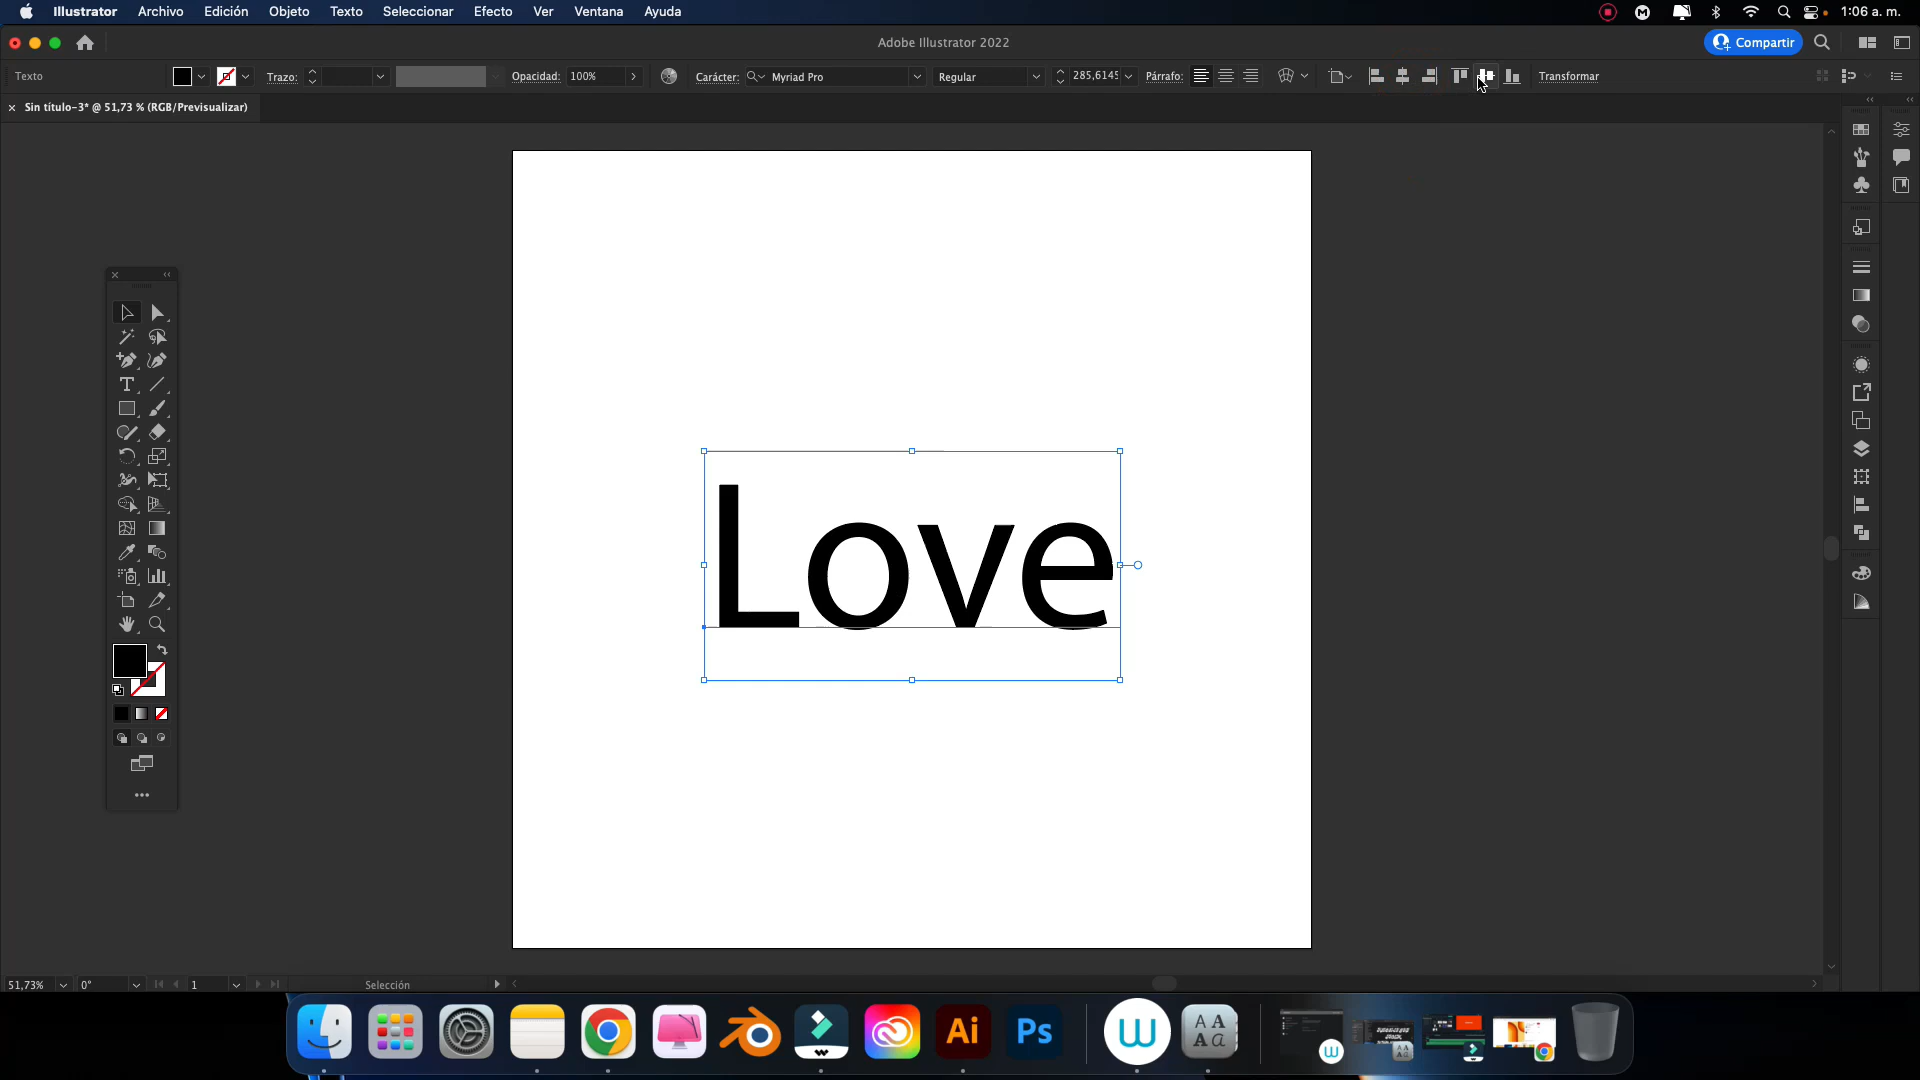 Illustrator Archivo Edición Objeto Texto Seleccionar Efecto Ver Ventana Ayuda 1:06 a. m.
Adobe Illustrator 2022 Compartir
Texto Trazo: Opacidad: 100% Carácter: Myriad Pro Regular 285,6145 Párrafo: Transformar
Sin título-3* @ 51,73 % (RGB/Previsualizar)
Love
51,73% 0° 1 Selección
Ai Ps